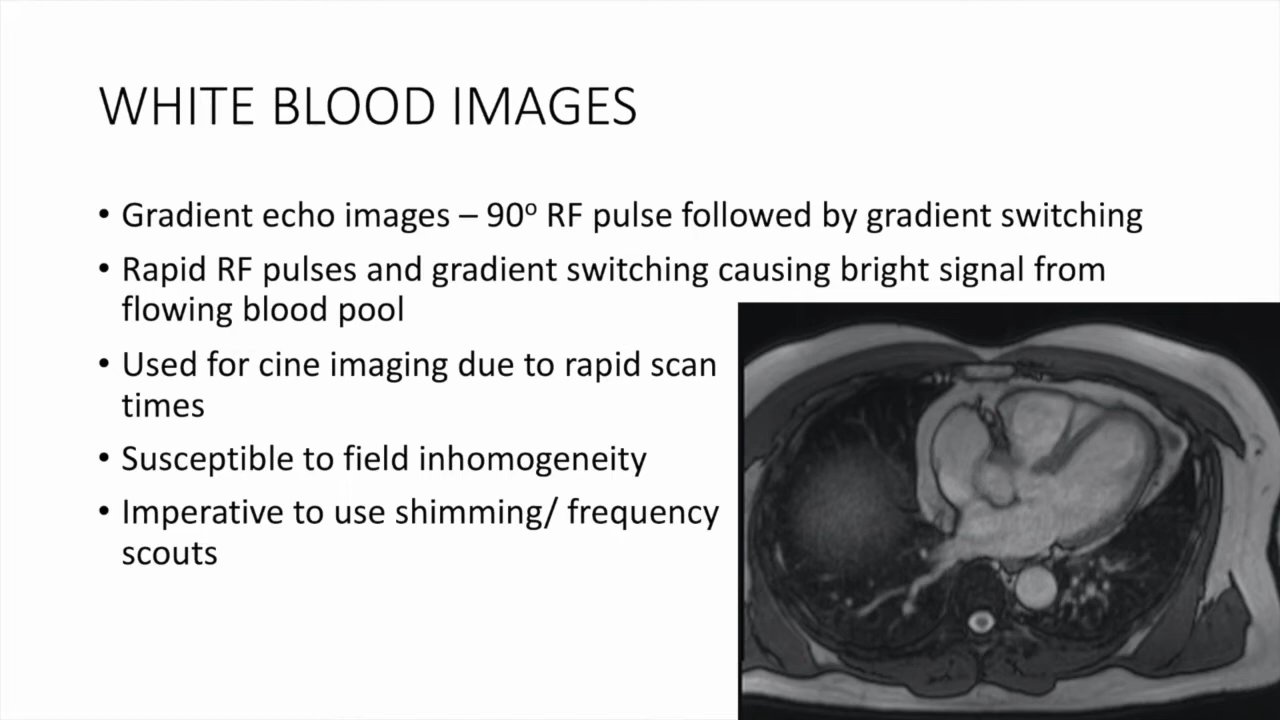 WHITE BLOOD IMAGES
• Gradient echo images – 90º RF pulse followed by gradient switching
• Rapid RF pulses and gradient switching causing bright signal from
flowing blood pool
• Used for cine imaging due to rapid scan
times
• Susceptible to field inhomogeneity
• Imperative to use shimming/ frequency
scouts